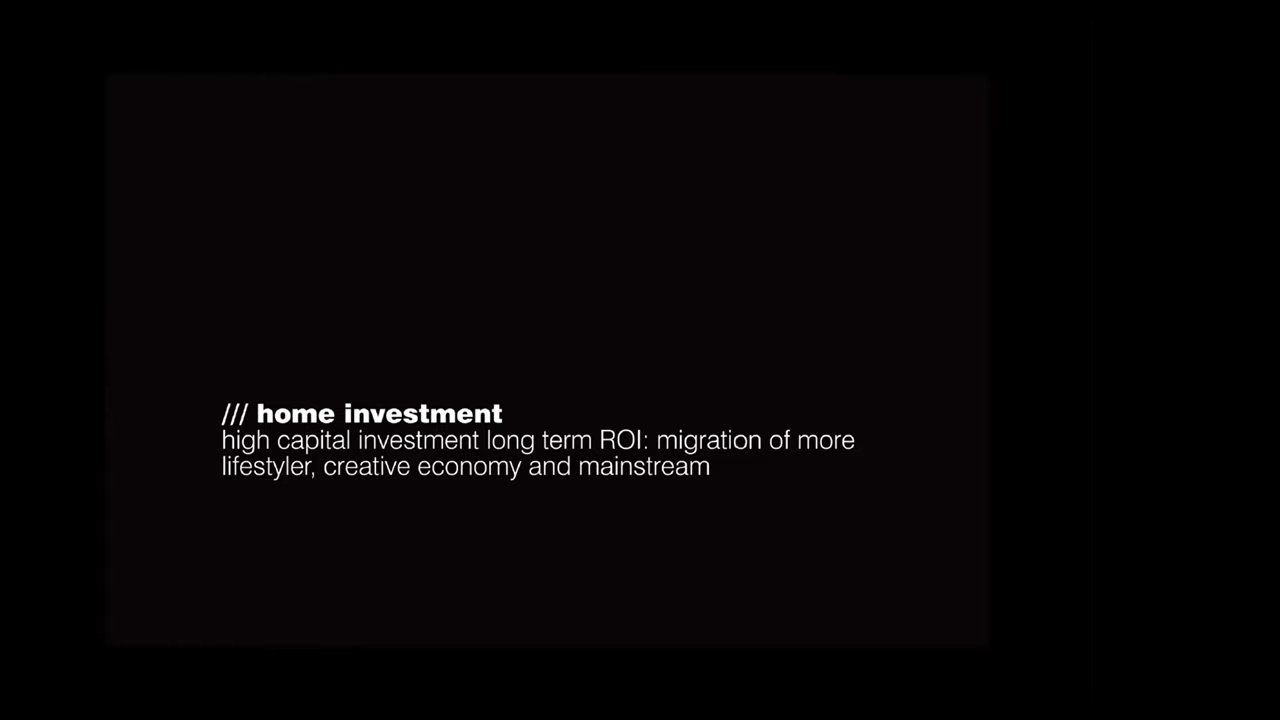 /// home investment
high capital investment long term ROI: migration of more
lifestyler, creative economy and mainstream